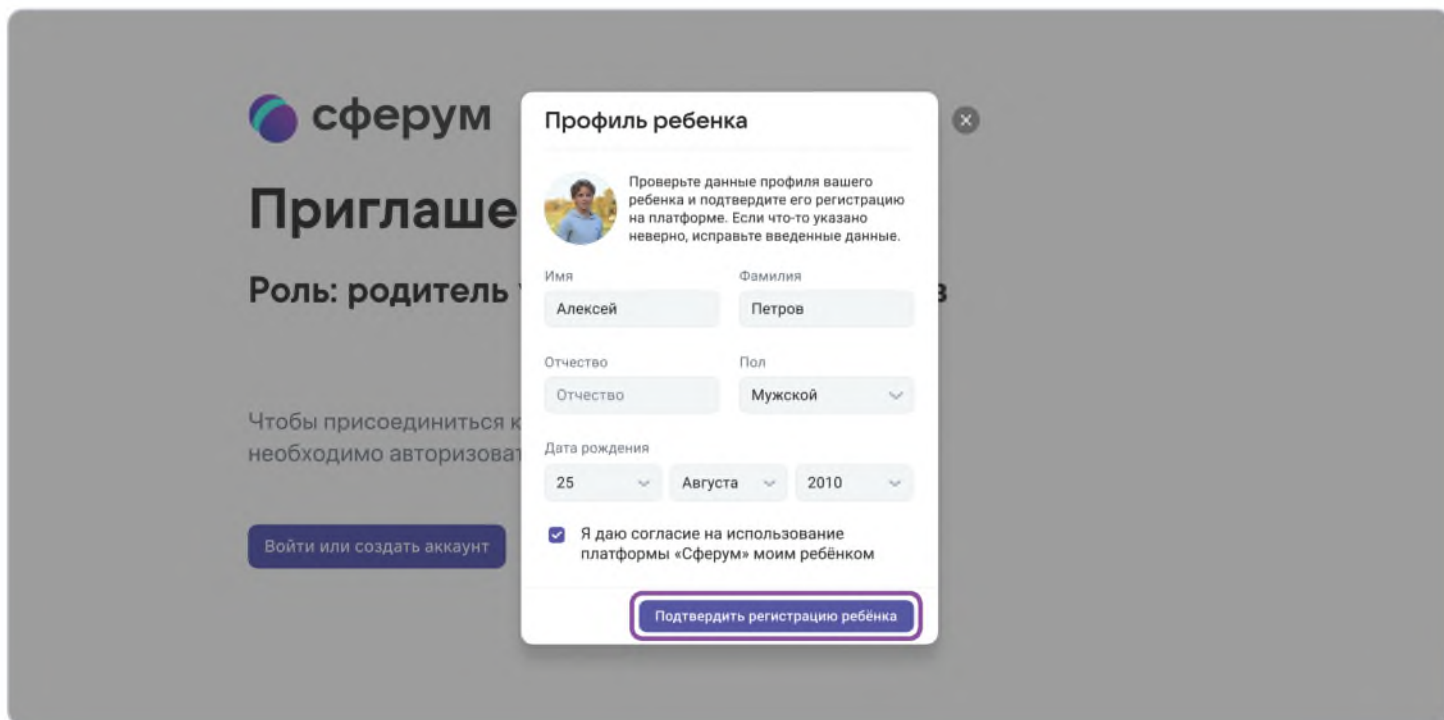 сферум
Приглаше
Роль: родитель
в
Чтобы присоединиться к
необходимо авторизоват
Войти или создать аккаунт
Профиль ребенка
Проверьте данные профиля вашего
ребенка и подтвердите его регистрацию
на платформе. Если что-то указано
неверно, исправьте введенные данные.
Имя
Фамилия
Алексей
Петров
Отчество
Пол
Отчество
Мужской
Дата рождения
25
Августа
2010
Я даю согласие на использование
платформы «Сферум» моим ребёнком
Подтвердить регистрацию ребёнка